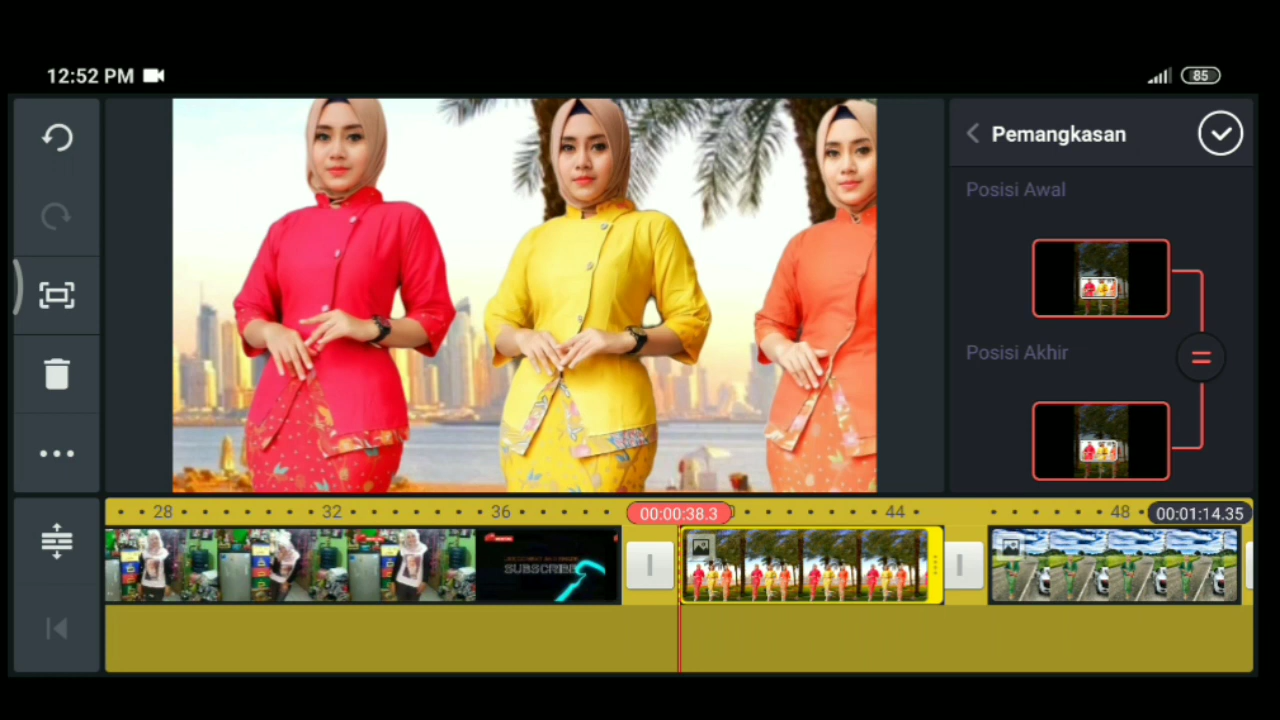 12:52 PM
85
Pemangkasan
Posisi Awal
Posisi Akhir
28
32
36
00:00:38.3
44
48
00:01:14.35
SUBSCRIBE